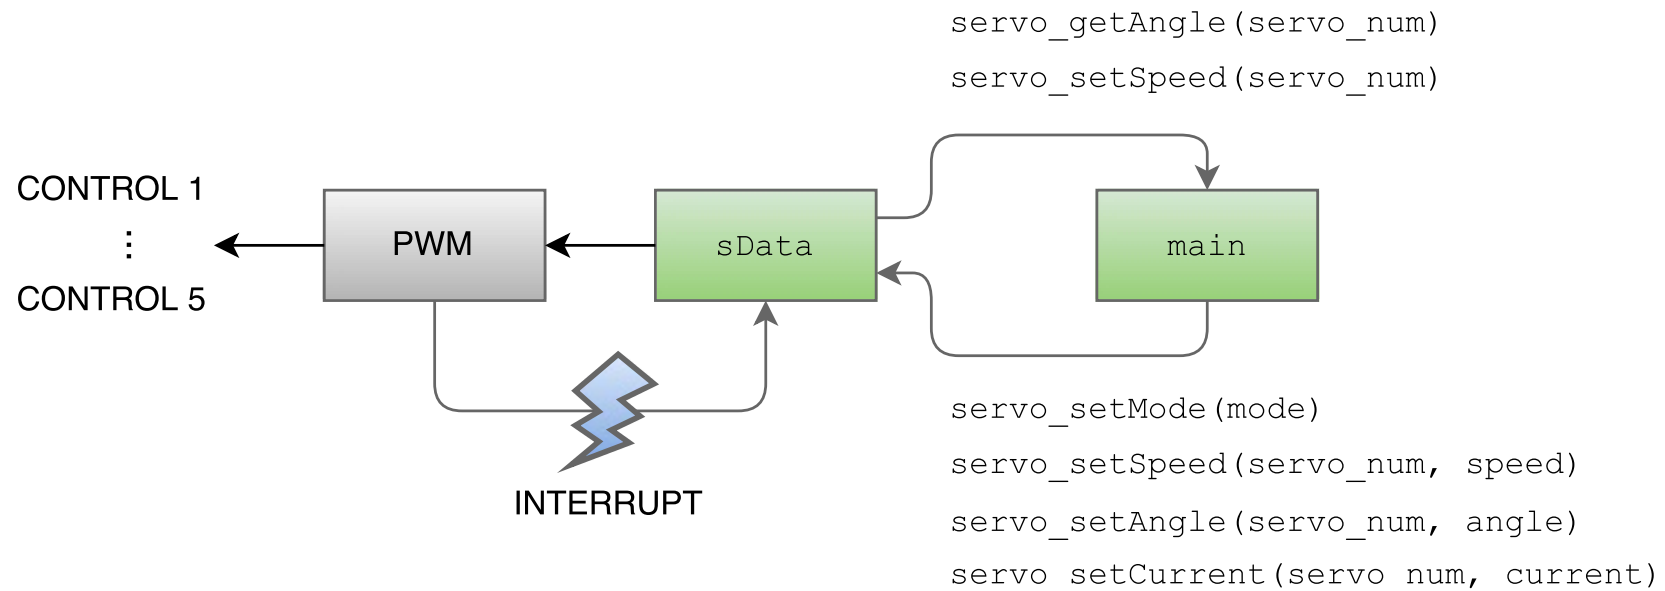 servo_getAngle(servo_num)
servo_setSpeed(servo_num)
CONTROL 1
⋮
CONTROL 5
PWM
sData
main
INTERRUPT
servo_setMode(mode)
servo_setSpeed(servo_num, speed)
servo_setAngle(servo_num, angle)
servo setCurrent(servo num, current)